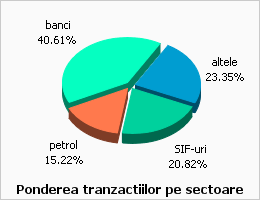 banci
40.61%
altele
23.35%
petrol
15.22%
SIF-uri
20.82%
Ponderea tranzactiilor pe sectoare